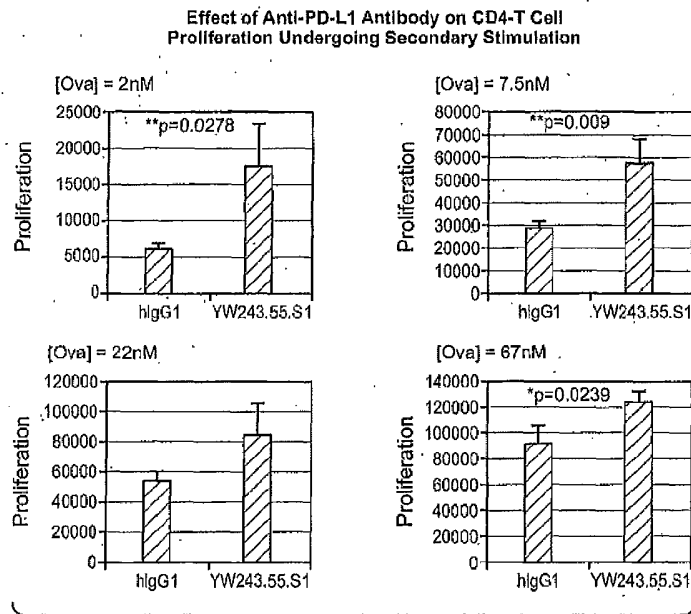 Effect of Anti-PD-L1 Antibody on CD4-T Cell
Proliferation Undergoing Secondary Stimulation
[Ova] = 2nM
Proliferation
25000
20000
15000
10000
5000
0
**p=0.0278
hIgG1
YW243.55.S1
[Ova] = 7.5nM
Proliferation
80000
70000
60000
50000
40000
30000
20000
10000
0
**p=0.009
hIgG1
YW243.55.S1
[Ova] = 22nM
Proliferation
120000
100000
80000
60000
40000
20000
0
hIgG1
YW243.55.S1
[Ova] = 67nM
Proliferation
140000
120000
100000
80000
60000
40000
20000
0
*p=0.0239
hIgG1
YW243.55.S1